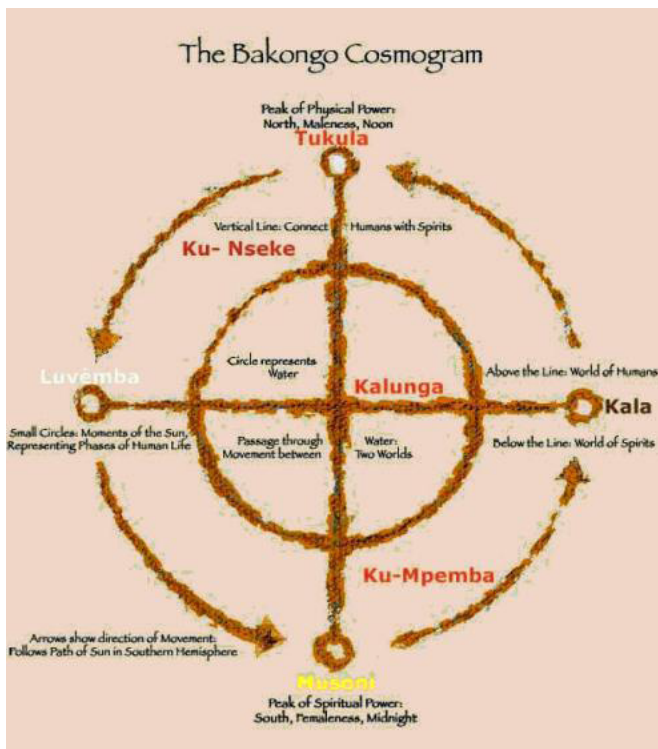 The Bakongo Cosmogram
Peak of Physical Power:
North, Maleness, Noon
Tukula
Vertical Line: Connect Humans with Spirits
Ku- Nseke
Circle represents
Water
Luvémba
Kalunga
Above the Line: World of Humans
Kala
Small Circles: Moments of the Sun,
Representing Phases of Human Life
Passage through Water:
Movement between Two Worlds
Below the Line: World of Spirits
Ku-Mpemba
Arrows show direction of Movement:
Follows Path of Sun in Southern Hemisphere
Musoni
Peak of Spiritual Power:
South, Femaleness, Midnight